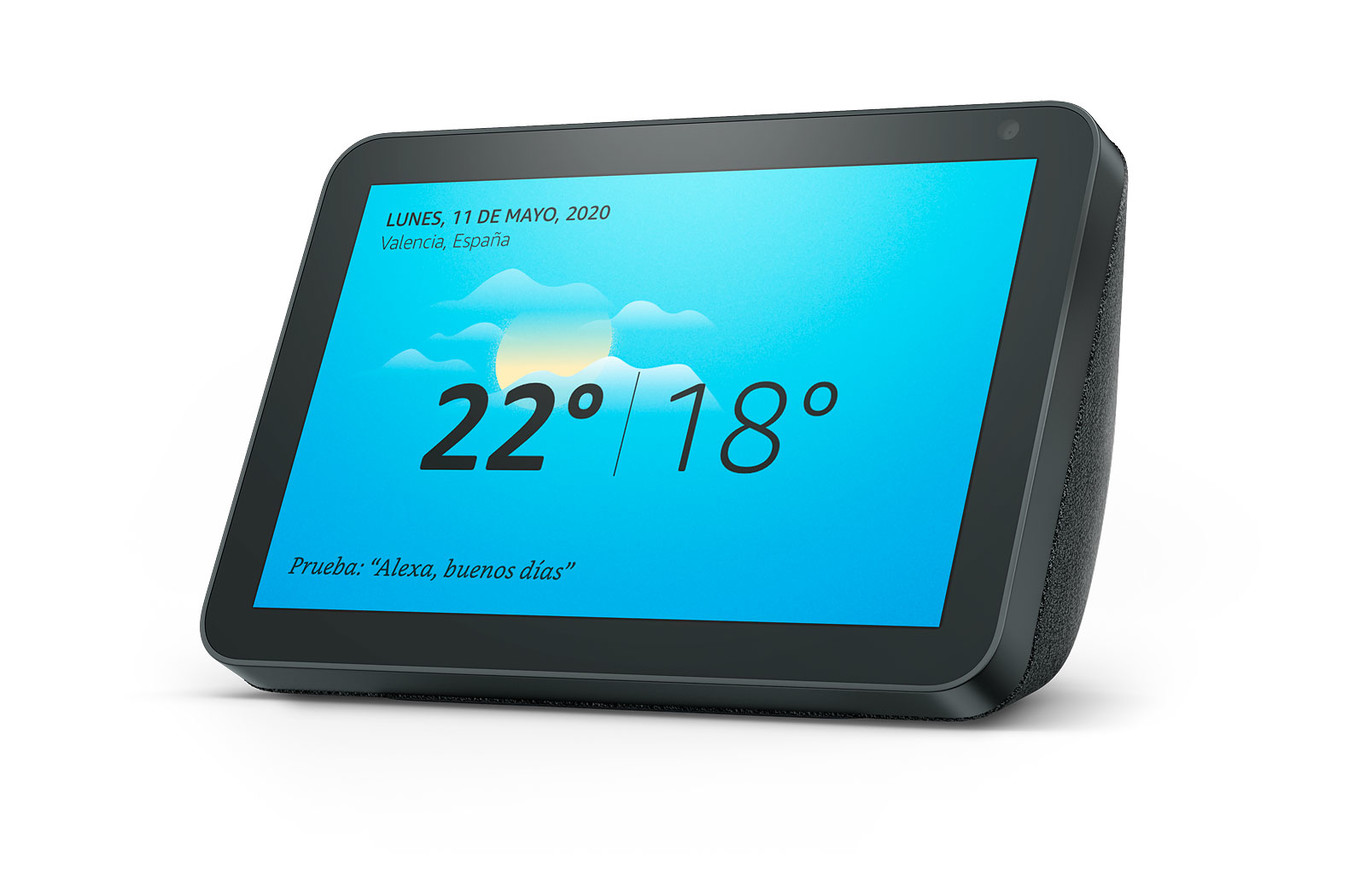 LUNES, 11 DE MAYO, 2020
Valencia, España
22° 18°
Prueba: “Alexa, buenos días”